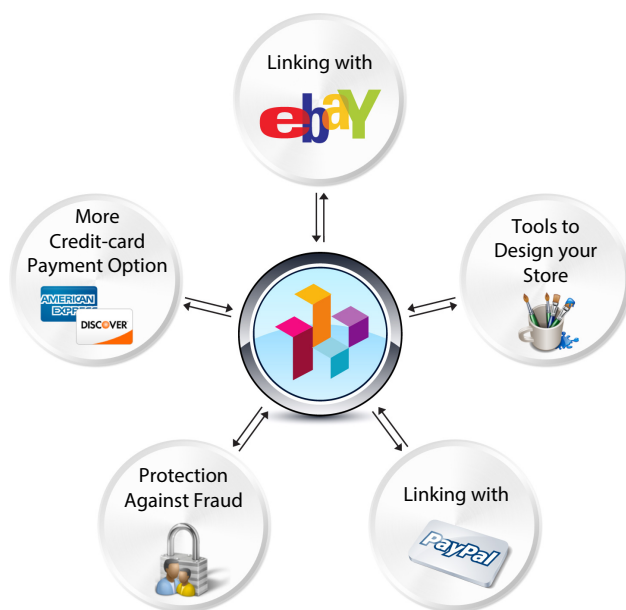 Linking with
ebaY
More
Credit-card
Payment Option
AMERICAN
EXPRESS
DISCOVER
Tools to
Design your
Store
Protection
Against Fraud
Linking with
PayPal